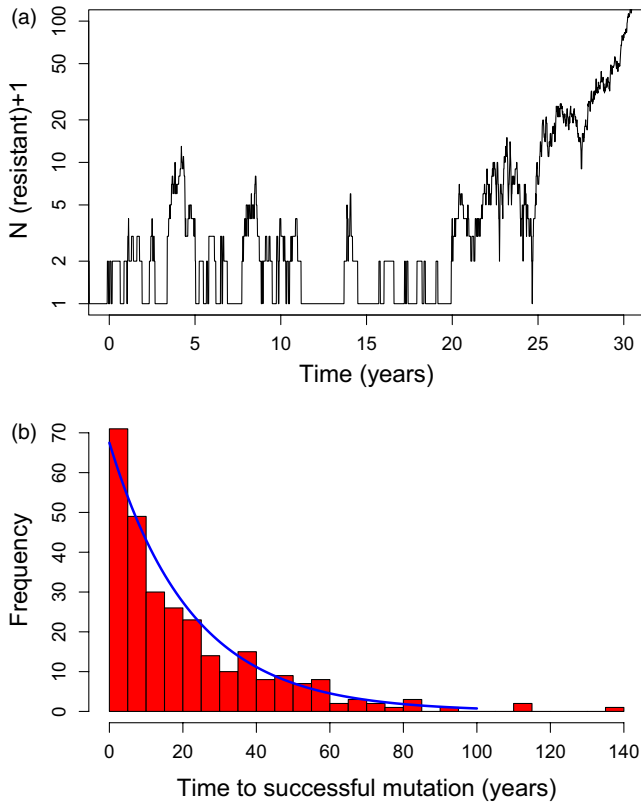 (a)
100
50
20
10
5
2
1
N (resistant)+1
0 5 10 15 20 25 30
Time (years)
(b)
70
60
50
40
30
20
10
0
Frequency
0 20 40 60 80 100 120 140
Time to successful mutation (years)